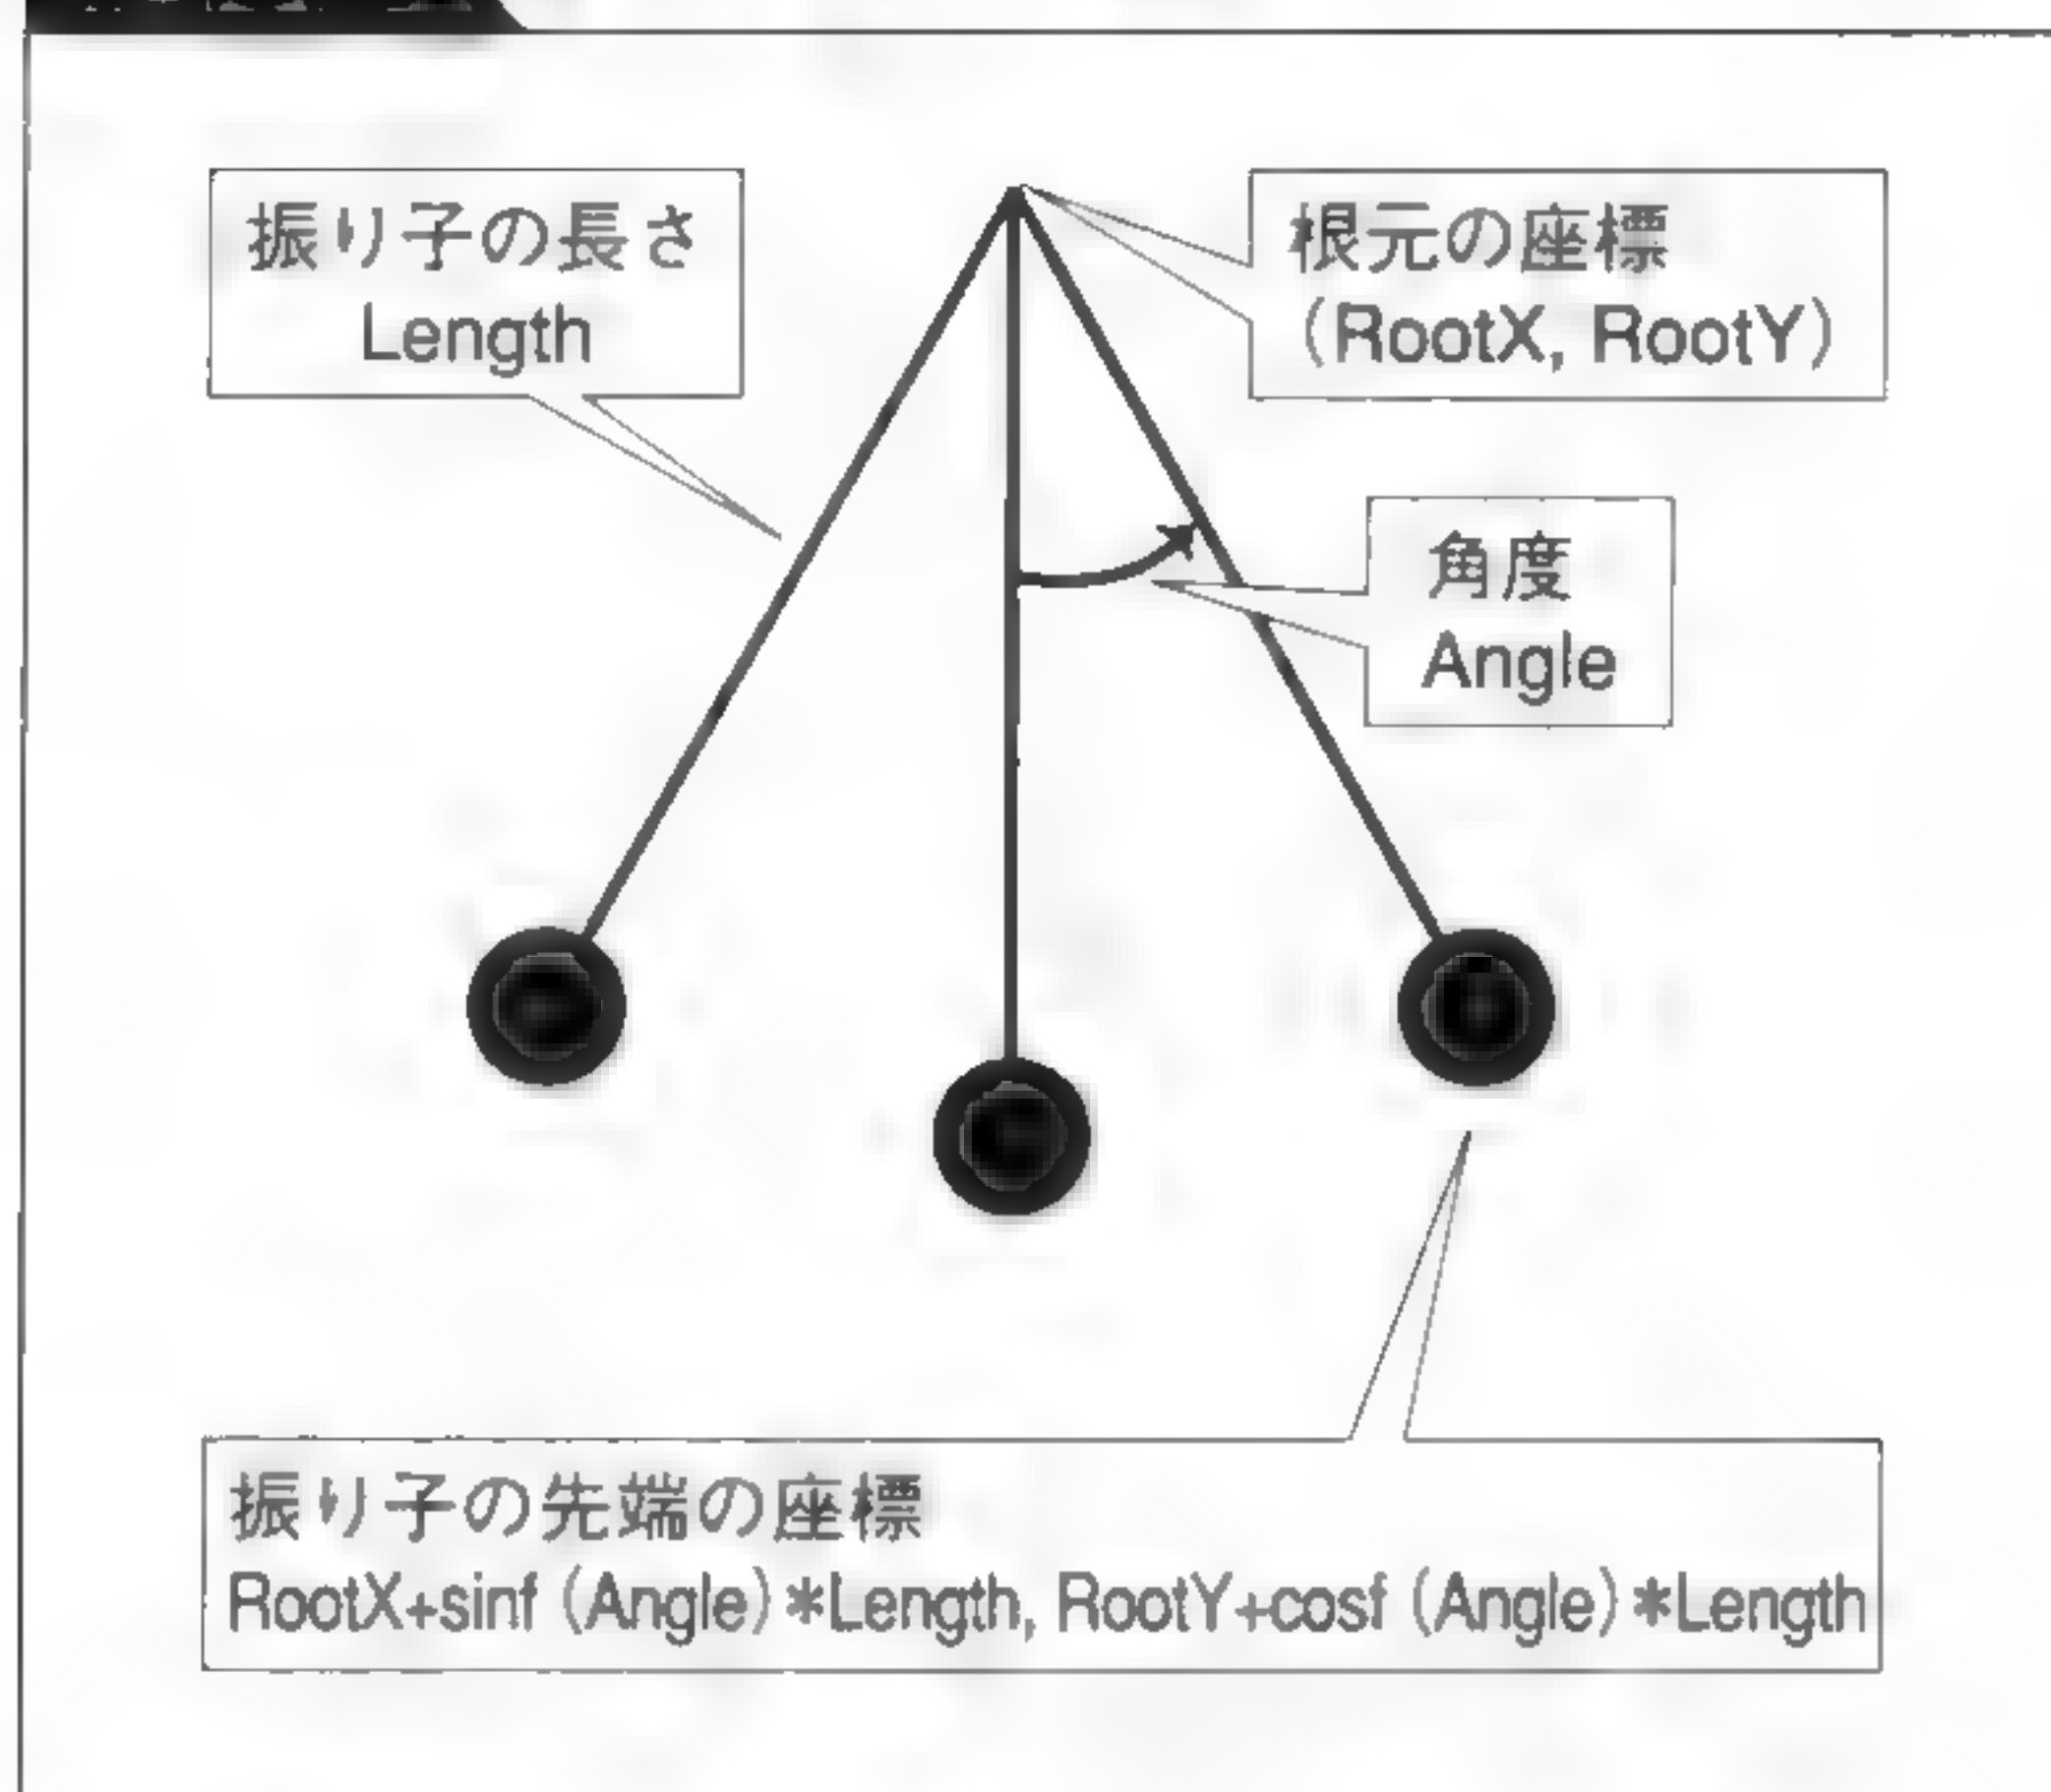 振り子の長さ
Length
根元の座標
（RootX, RootY）
角度
Angle
振り子の先端の座標
RootX+sinf（Angle）*Length, RootY+cosf（Angle）*Length